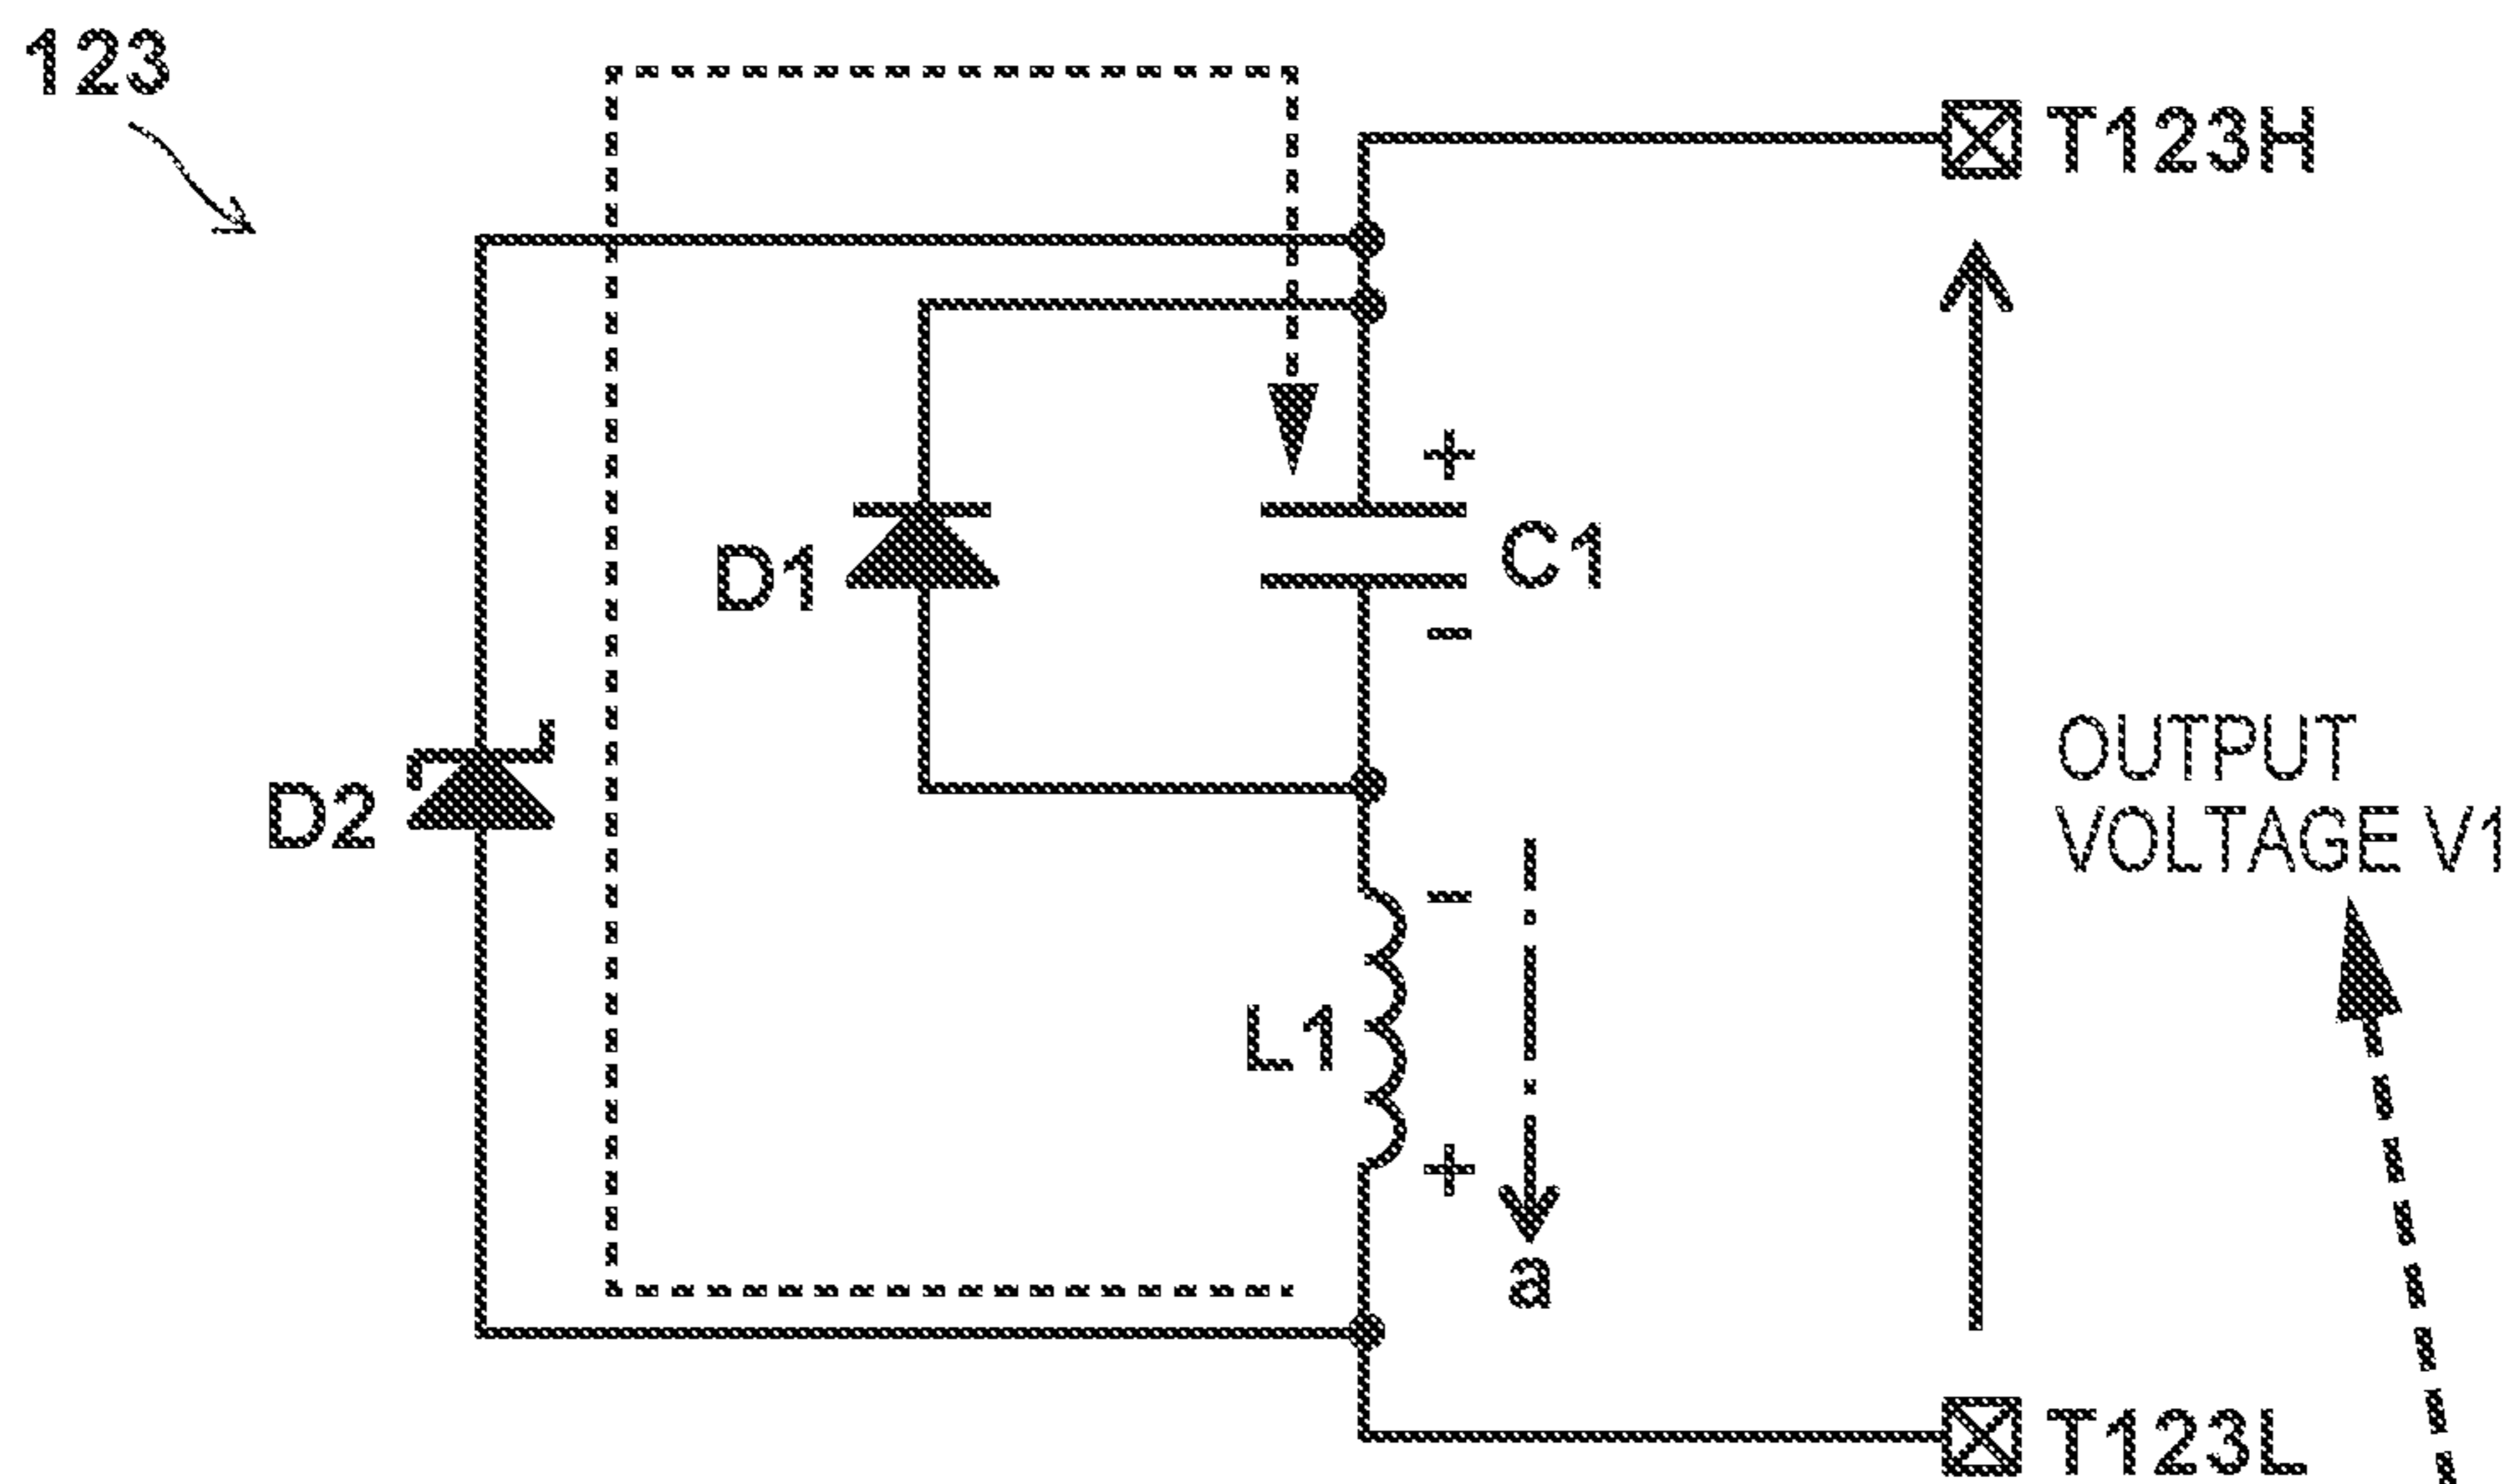 123
T123H
+
D1
C1
-
D2
OUTPUT
VOLTAGE V1
-
L1
+
a
T123L